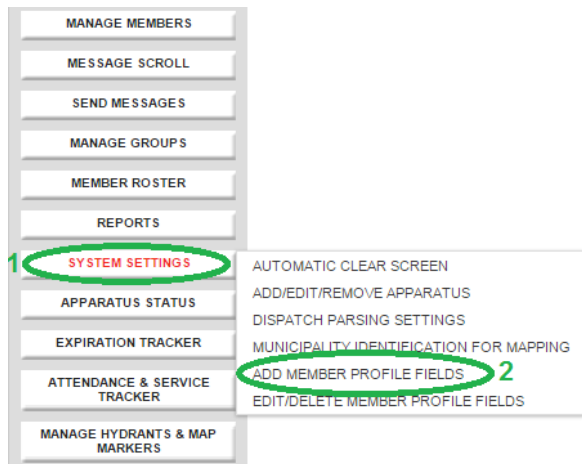 MANAGE MEMBERS
MESSAGE SCROLL
SEND MESSAGES
MANAGE GROUPS
MEMBER ROSTER
REPORTS
1
SYSTEM SETTINGS
APPARATUS STATUS
EXPIRATION TRACKER
ATTENDANCE & SERVICE
TRACKER
MANAGE HYDRANTS & MAP
MARKERS
AUTOMATIC CLEAR SCREEN
ADD/EDIT/REMOVE APPARATUS
DISPATCH PARSING SETTINGS
MUNICIPALITY IDENTIFICATION FOR MAPPING
ADD MEMBER PROFILE FIELDS 2
EDIT/DELETE MEMBER PROFILE FIELDS